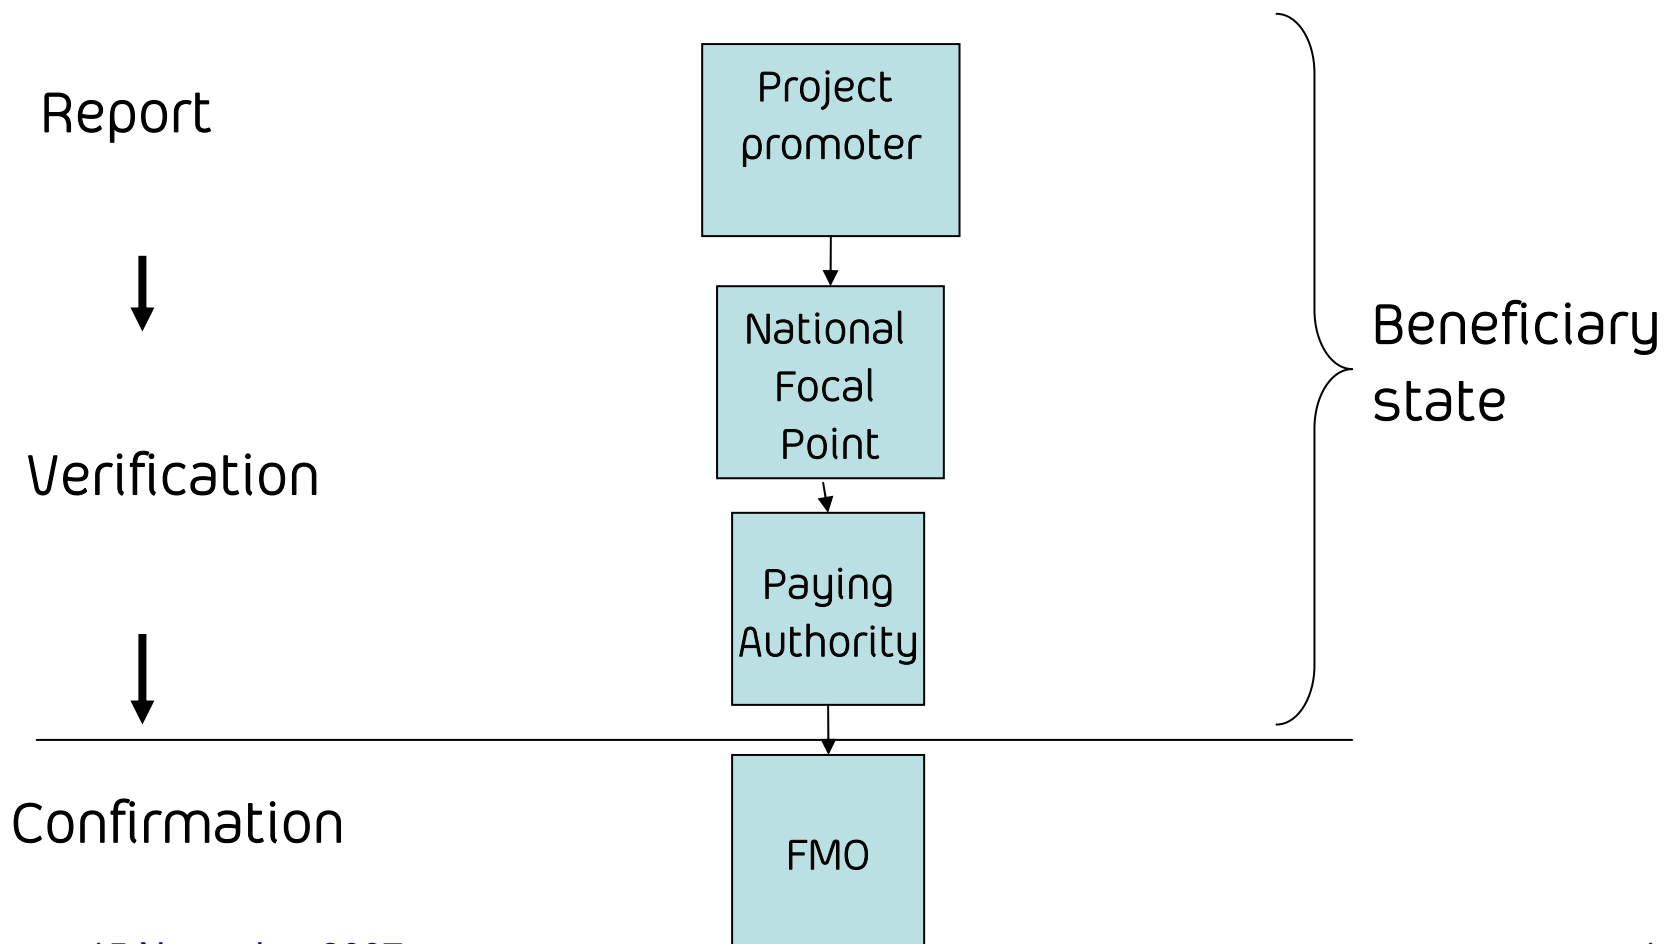 Report
Project
promoter
National
Focal
Point
Beneficiary
state
Verification
Paying
Authority
Confirmation
FMO